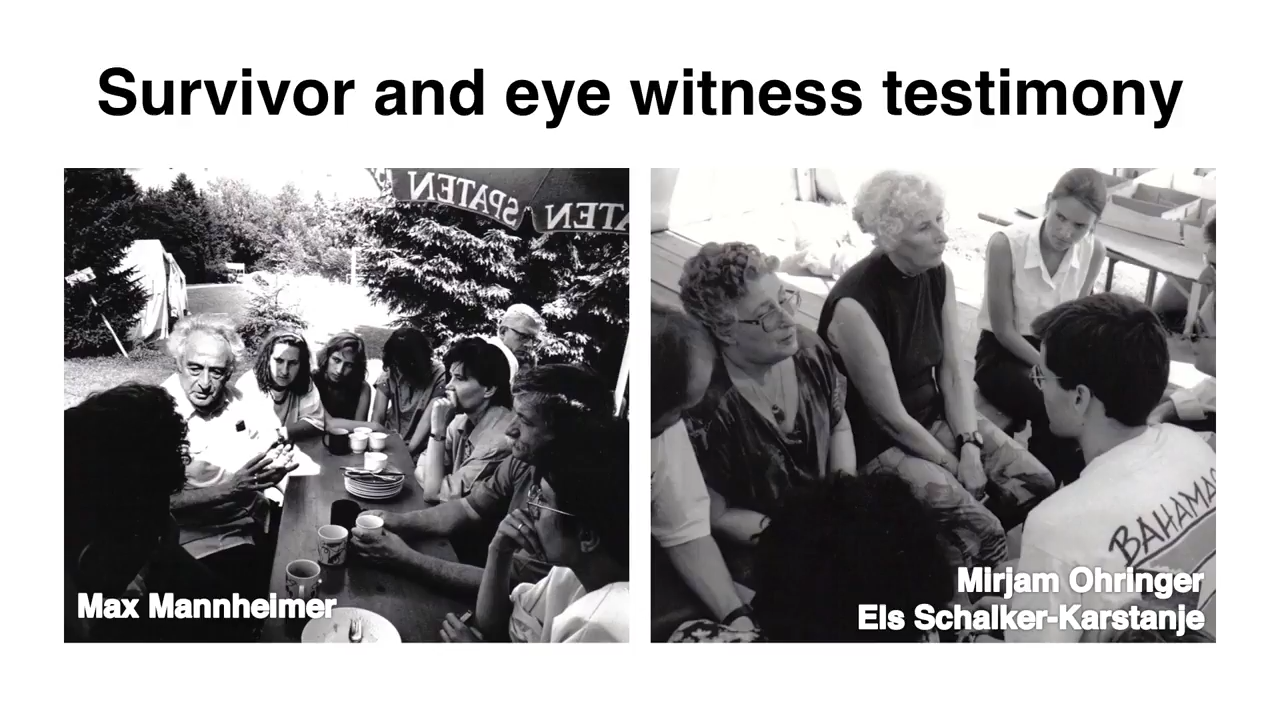 Survivor and eye witness testimony
SPATEN
SPATEN
Max Mannheimer
BAHAMA
Mirjam Ohringer
Els Schalker-Karstanje